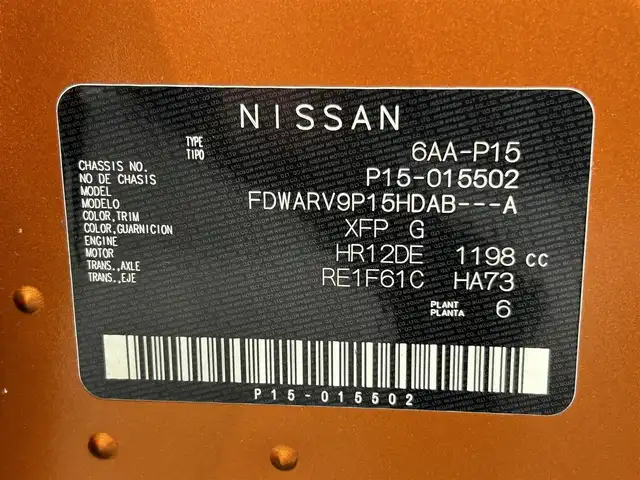 NISSAN
TYPE
TIPO 6AA-P15
CHASSIS NO.
NO DE CHASIS P15-015502
MODEL
MODELO FDWARV9P15HDAB---A
COLOR,TRIM
COLOR,GUARNICION XFP G
ENGINE
MOTOR HR12DE 1198 cc
TRANS.,AXLE
TRANS.,EJE RE1F61C HA73
PLANT
PLANTA 6
P15-015502